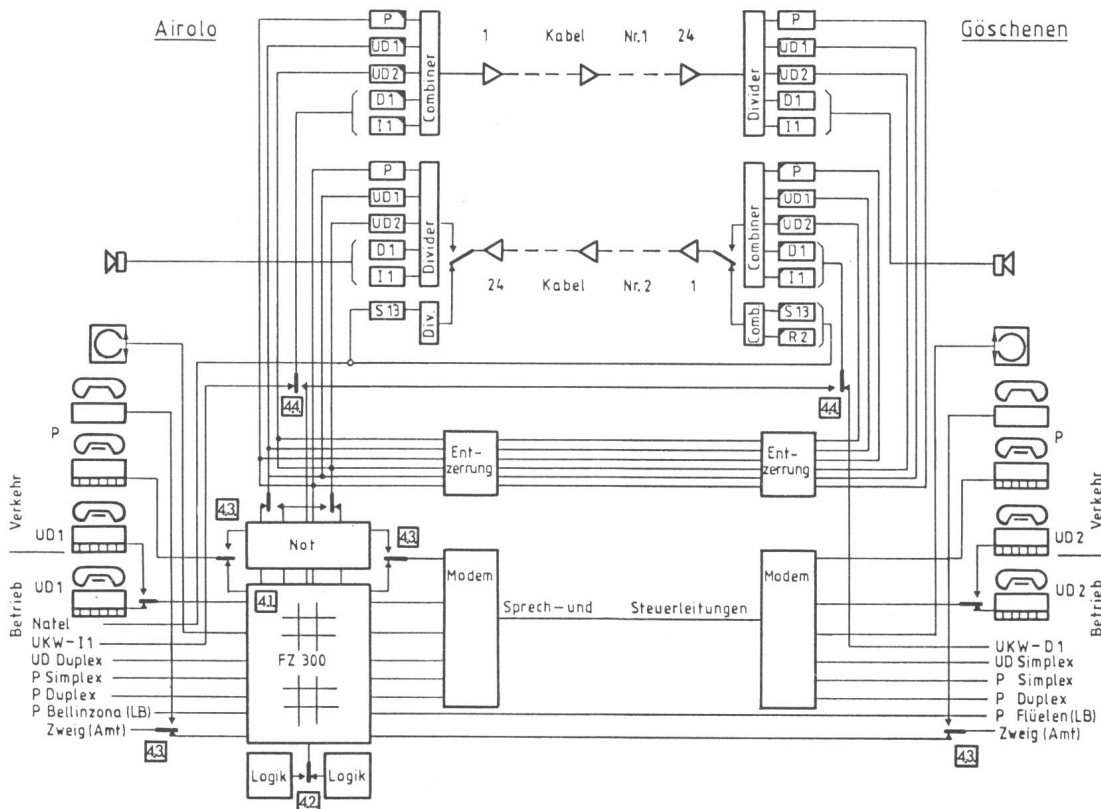 Airolo
Göschenen
P
UD1
UD2
D1
I1
Combiner
1 Kabel Nr.1 24
Divider
P
UD1
UD2
D1
I1
P
UD1
UD2
D1
I1
Divider
S13
Div.
24 Kabel Nr.2 1
Combiner
P
UD1
UD2
D1
I1
Comb.
S13
R2
4.4.
4.4.
P
P
Ent-
zerrung
Ent-
zerrung
Verkehr
Betrieb
UD1
UD1
4.3.
Not
4.3.
4.1.
FZ 300
Modem
Sprech-und Steuerleitungen
Modem
Verkehr
Betrieb
UD2
UD2
Natel
UKW-I1
UD Duplex
P Simplex
P Duplex
P Bellinzona (LB)
Zweig (Amt)
4.3.
UKW-D1
UD Simplex
P Simplex
P Duplex
P Flüelen (LB)
Zweig (Amt)
4.3.
Logik
Logik
4.2.